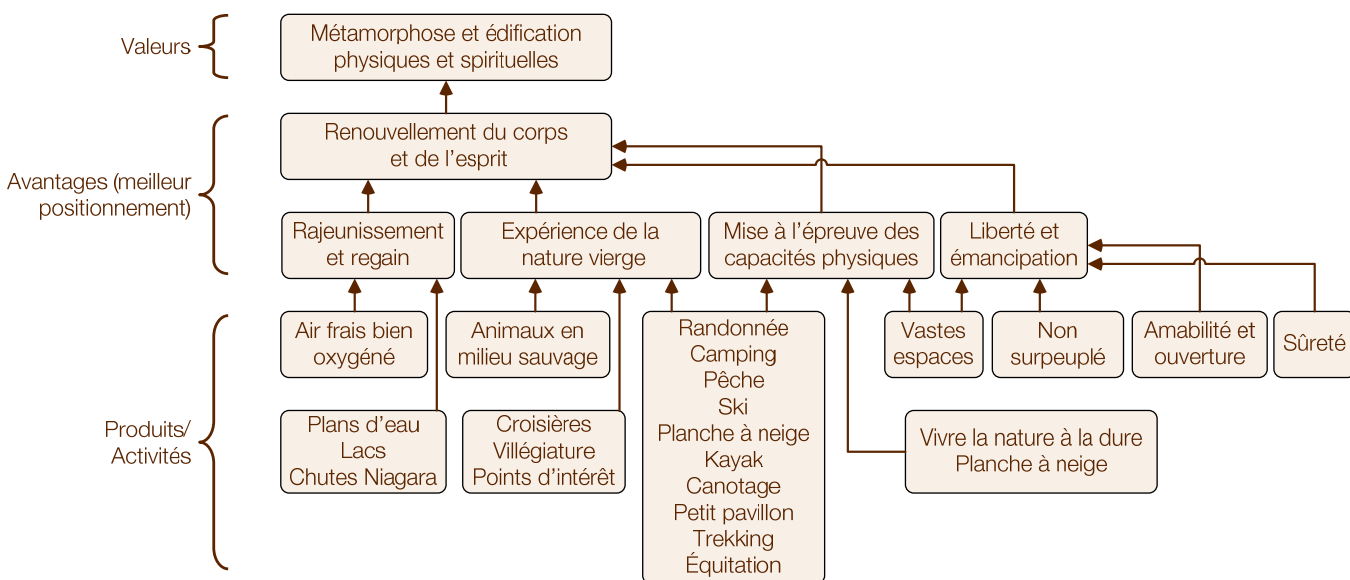 Valeurs
Métamorphose et édification
physiques et spirituelles
Avantages (meilleur
positionnement)
Renouvellement du corps
et de l'esprit
Rajeunissement
et regain
Expérience de la
nature vierge
Mise à l'épreuve des
capacités physiques
Liberté et
émancipation
Produits/
Activités
Air frais bien
oxygéné
Animaux en
milieu sauvage
Randonnée
Camping
Pêche
Ski
Planche à neige
Kayak
Canotage
Petit pavillon
Trekking
Équitation
Vastes
espaces
Non
surpeuplé
Amabilité et
ouverture
Sûreté
Plans d'eau
Lacs
Chutes Niagara
Croisières
Villégiature
Points d'intérêt
Vivre la nature à la dure
Planche à neige